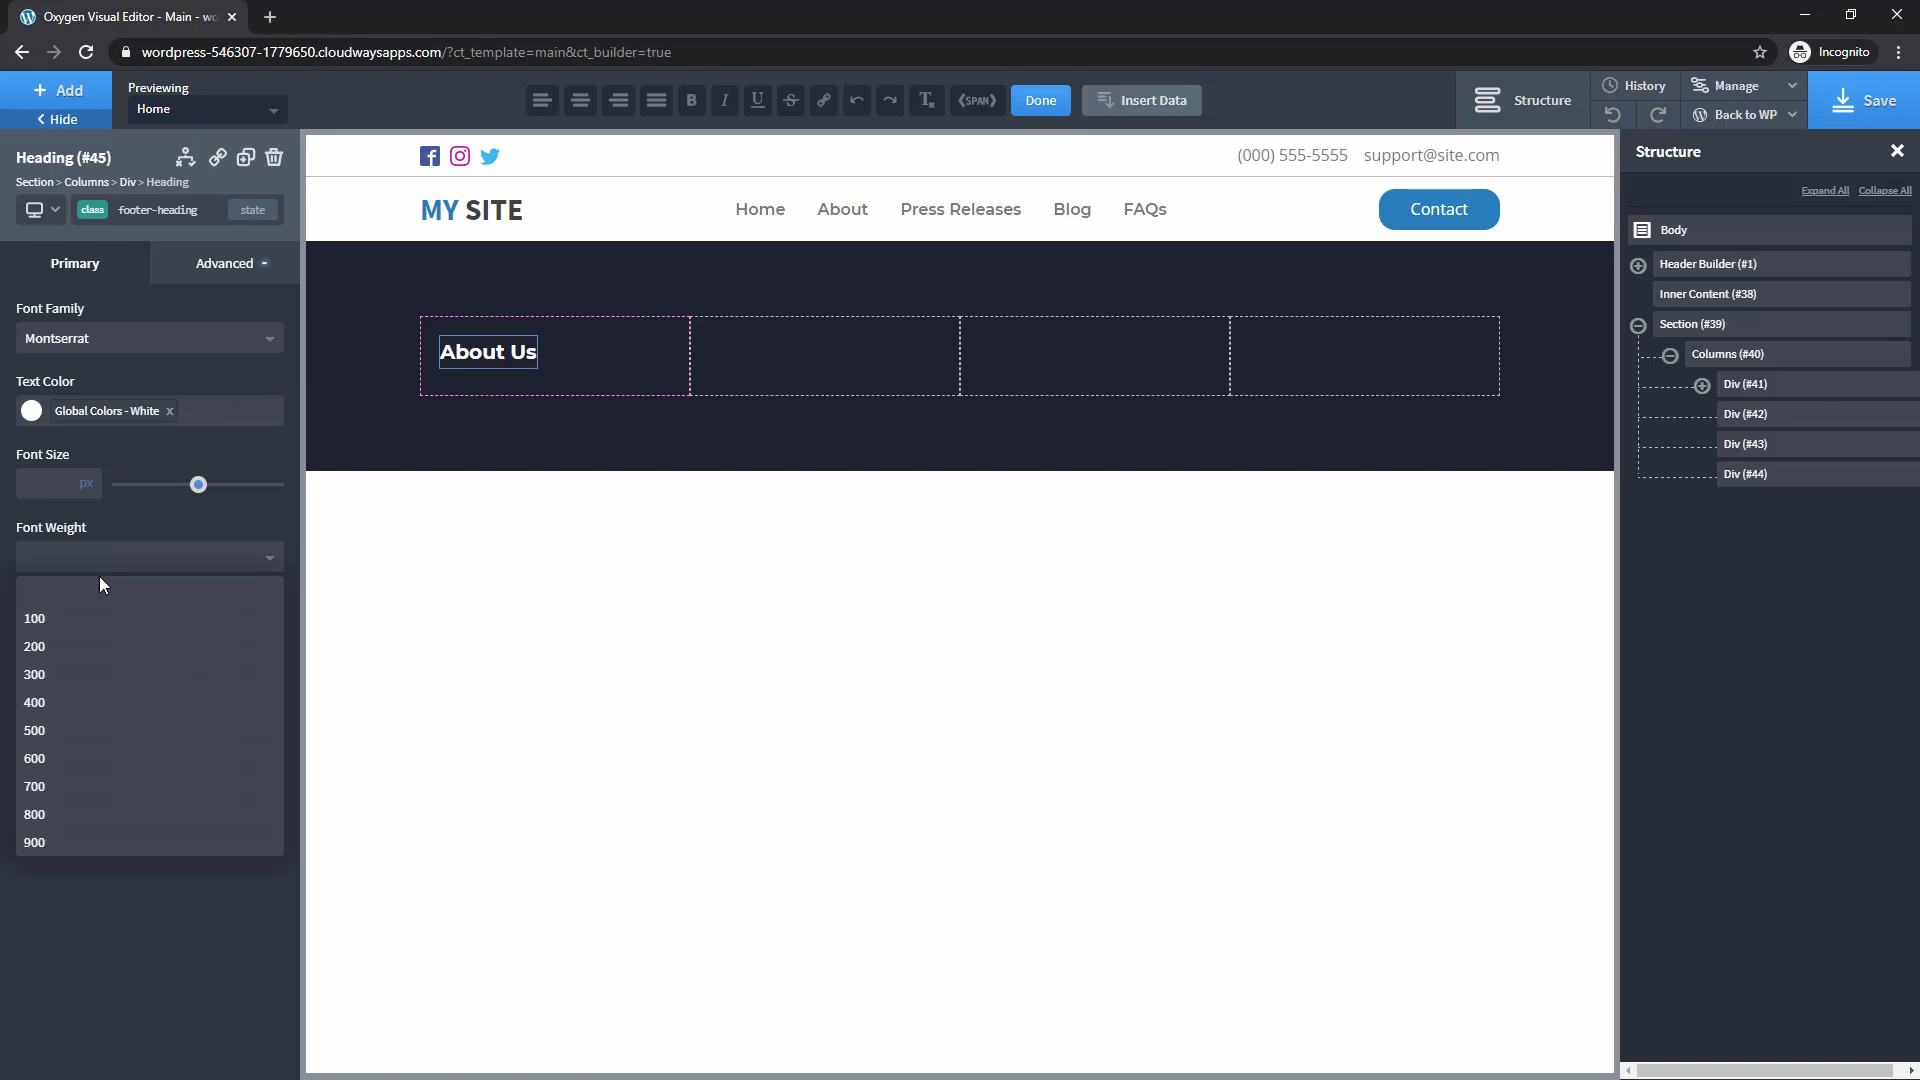 Oxygen Visual Editor - Main - wo
wordpress-546307-1779650.cloudwaysapps.com/?ct_template=main&ct_builder=true
Incognito
+ Add
< Hide
Previewing
Home
B I U S T <SPAN> Done Insert Data
Structure
History
Manage
Back to WP
Save
Heading (#45)
Section > Columns > Div > Heading
class footer-heading state
Primary
Advanced
Font Family
Montserrat
Text Color
Global Colors - White x
Font Size
px
Font Weight
100
200
300
400
500
600
700
800
900
(000) 555-5555 support@site.com
MY SITE
Home About Press Releases Blog FAQs
Contact
About Us
Structure
Expand All Collapse All
Body
Header Builder (#1)
Inner Content (#38)
Section (#39)
Columns (#40)
Div (#41)
Div (#42)
Div (#43)
Div (#44)